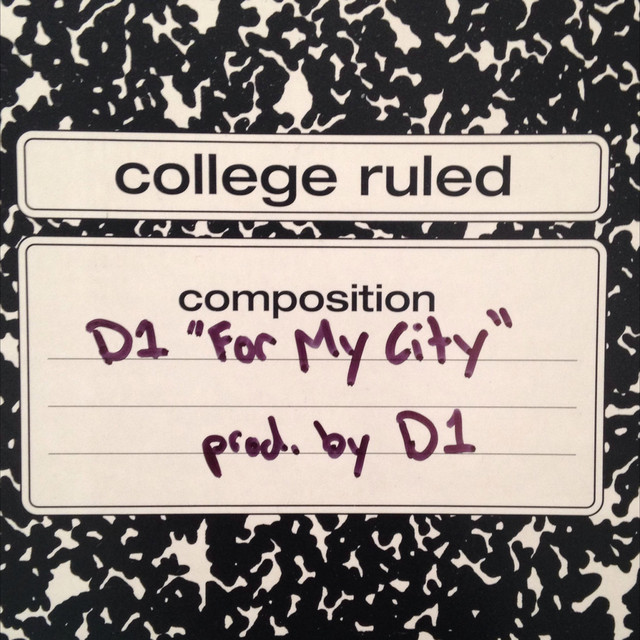 college ruled
composition
D1 "For My City"
prod. by D1